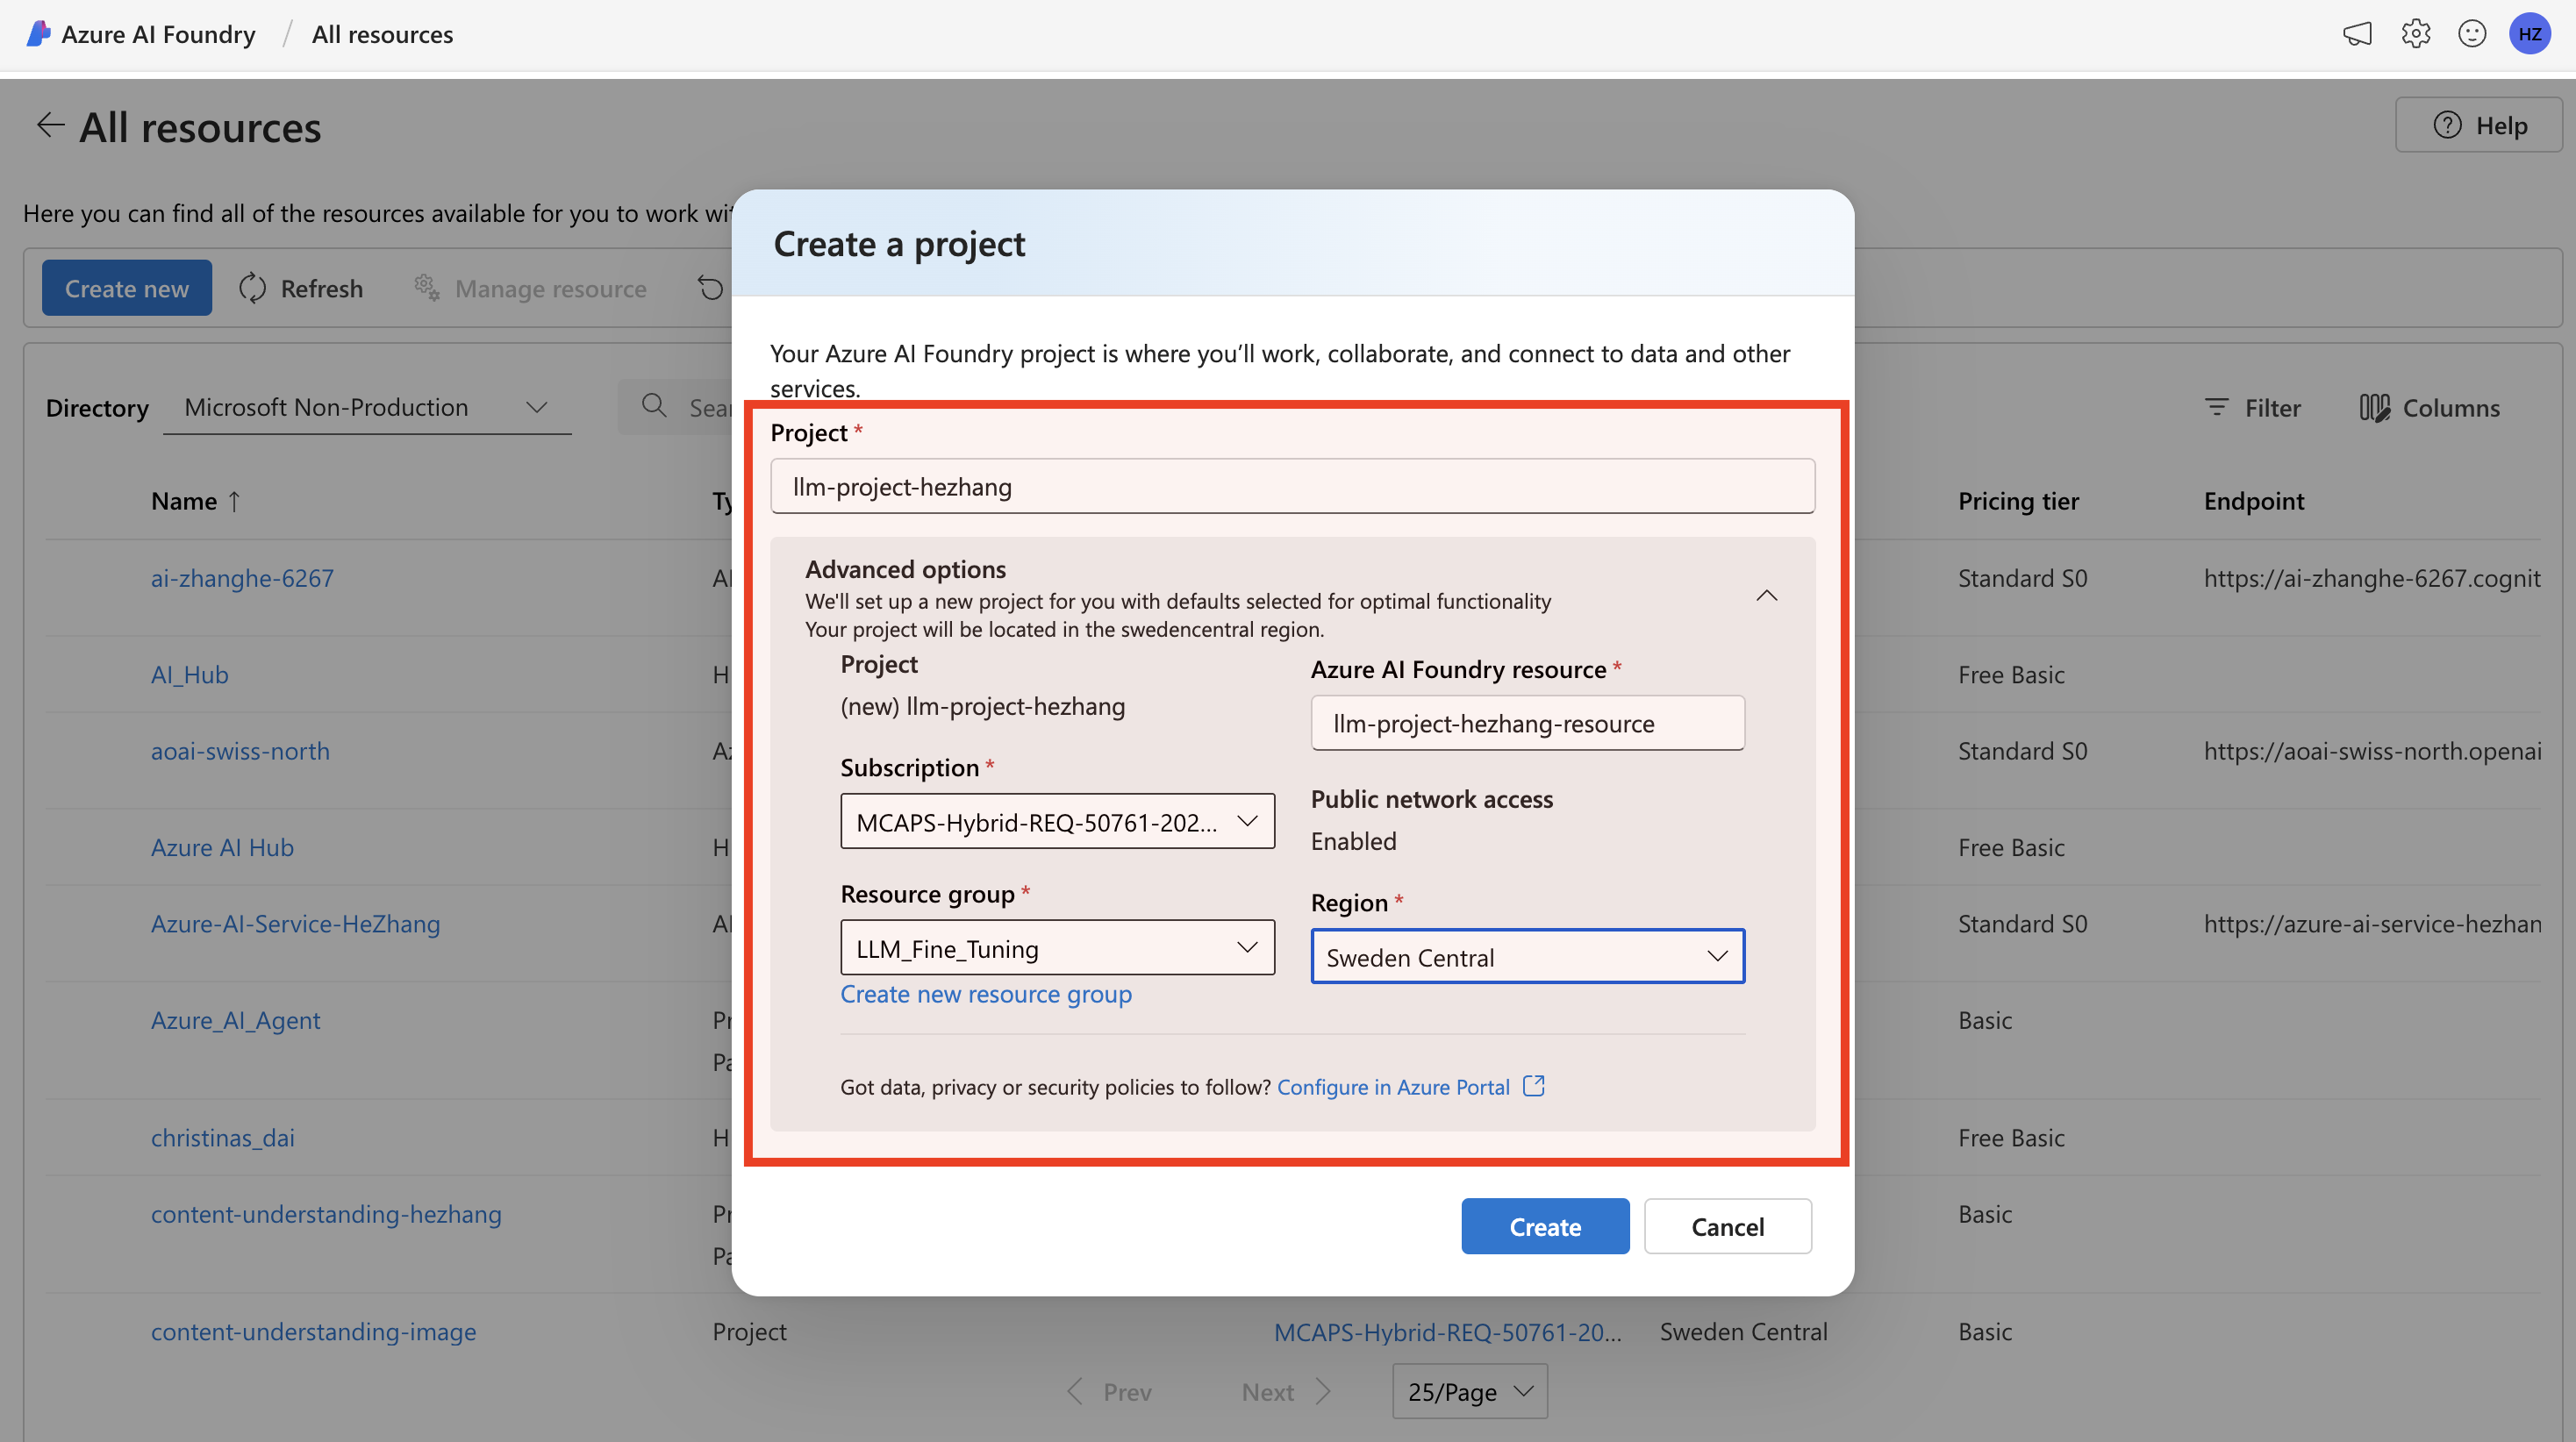 Azure AI Foundry / All resources
HZ
All resources
Help
Here you can find all of the resources available for you to work
Create new
Refresh
Manage resource
Directory
Microsoft Non-Production
Filter
Columns
Name ↑
Pricing tier
Endpoint
ai-zhanghe-6267
Standard S0
https://ai-zhanghe-6267.cognit
AI_Hub
Free Basic
aoai-swiss-north
Standard S0
https://aoai-swiss-north.openai
Azure AI Hub
Free Basic
Azure-AI-Service-HeZhang
Standard S0
https://azure-ai-service-hezhan
Azure_AI_Agent
Basic
christinas_dai
Free Basic
content-understanding-hezhang
Basic
content-understanding-image
Project
MCAPS-Hybrid-REQ-50761-20...
Sweden Central
Basic
Prev
Next
25/Page
Create a project
Your Azure AI Foundry project is where you’ll work, collaborate, and connect to data and other
services.
Project *
llm-project-hezhang
Advanced options
We'll set up a new project for you with defaults selected for optimal functionality
Your project will be located in the swedencentral region.
Project
(new) llm-project-hezhang
Azure AI Foundry resource *
llm-project-hezhang-resource
Subscription *
MCAPS-Hybrid-REQ-50761-202...
Public network access
Enabled
Resource group *
LLM_Fine_Tuning
Create new resource group
Region *
Sweden Central
Got data, privacy or security policies to follow? Configure in Azure Portal
Create
Cancel